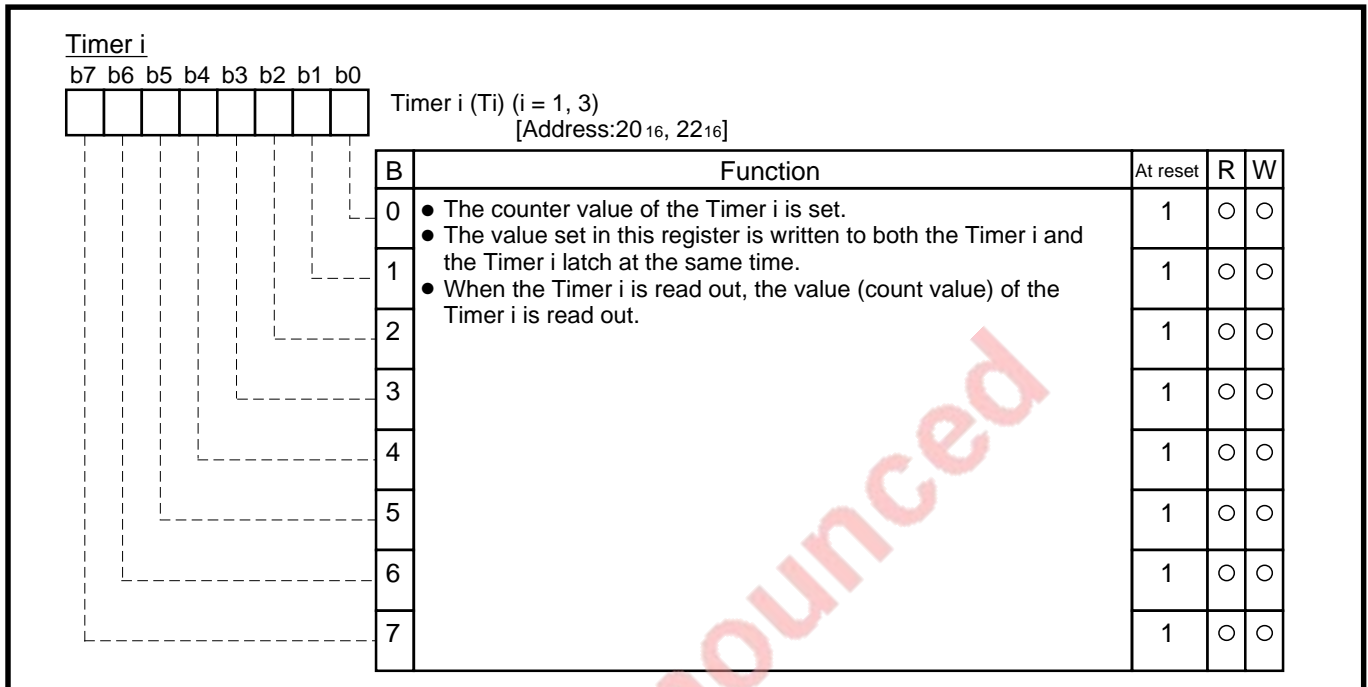 Timer i
b7 b6 b5 b4 b3 b2 b1 b0
Timer i (Ti) (i = 1, 3)
[Address:20 16, 22 16]
B Function At reset R W
0 ● The counter value of the Timer i is set. 1 ○ ○
● The value set in this register is written to both the Timer i and
the Timer i latch at the same time.
1 1 ○ ○
● When the Timer i is read out, the value (count value) of the
Timer i is read out.
2 1 ○ ○
3 1 ○ ○
4 1 ○ ○
5 1 ○ ○
6 1 ○ ○
7 1 ○ ○